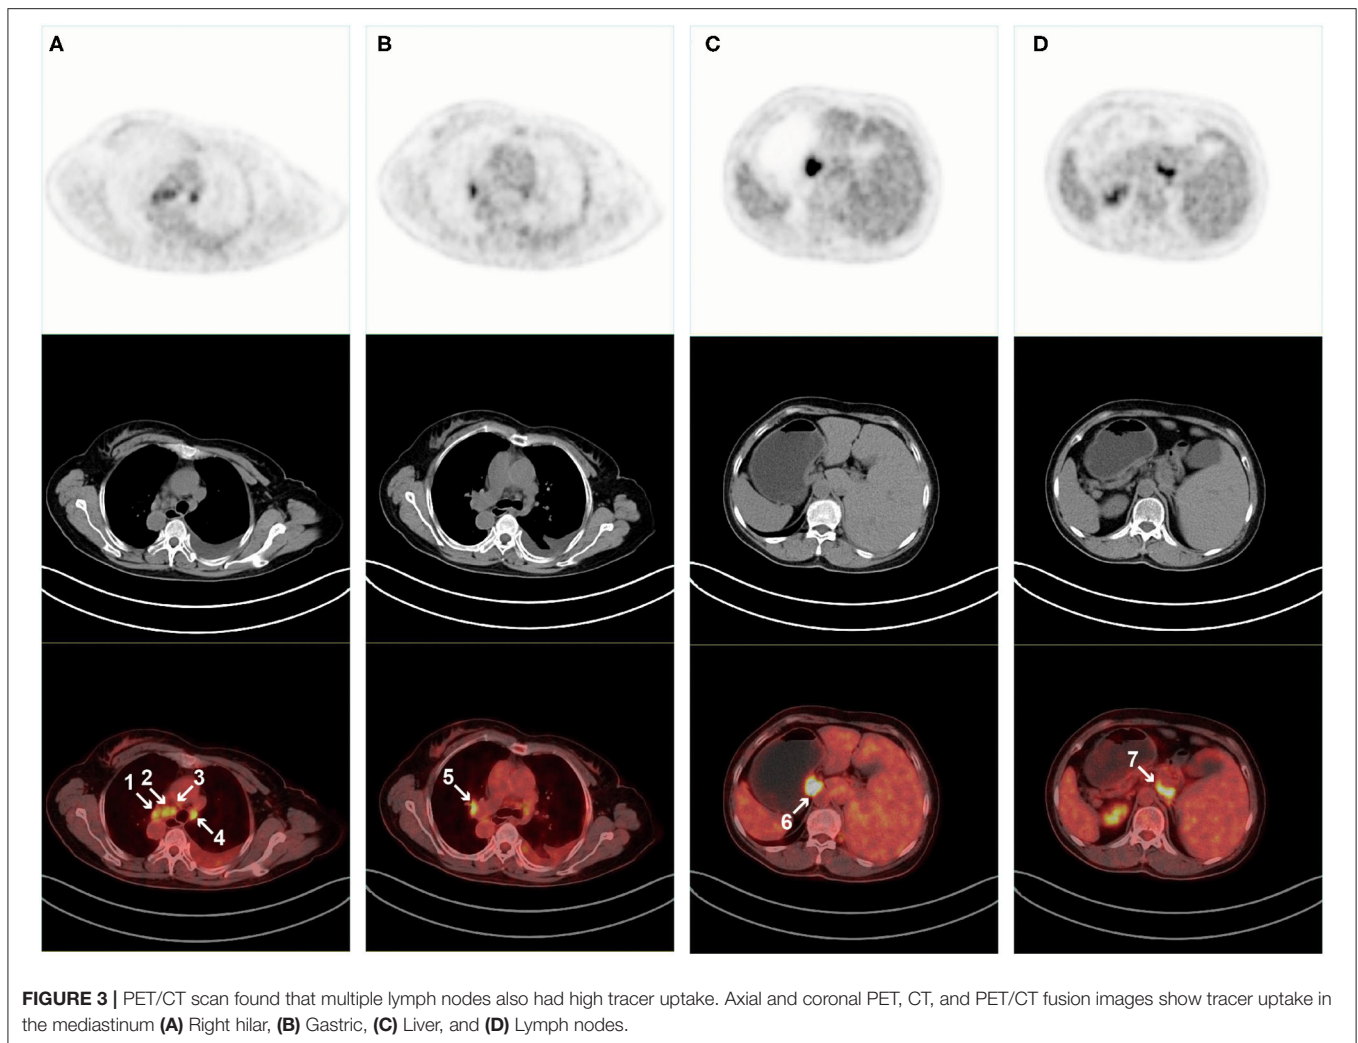 A
B
C
D
1
2
3
4
5
6
7
FIGURE 3 | PET/CT scan found that multiple lymph nodes also had high tracer uptake. Axial and coronal PET, CT, and PET/CT fusion images show tracer uptake in
the mediastinum (A) Right hilar, (B) Gastric, (C) Liver, and (D) Lymph nodes.